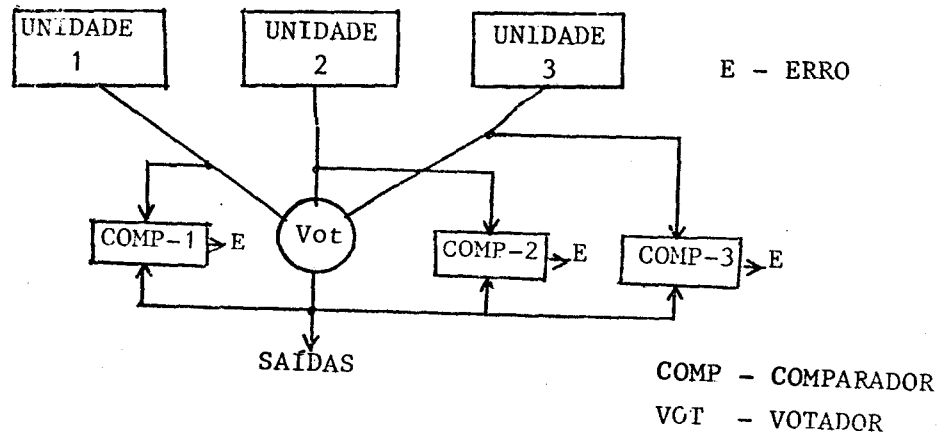 UNIDADE
1
UNIDADE
2
UNIDADE
3
E - ERRO
COMP-1
E
Vot
COMP-2
E
COMP-3
E
SAÍDAS
COMP - COMPARADOR
VOT - VOTADOR